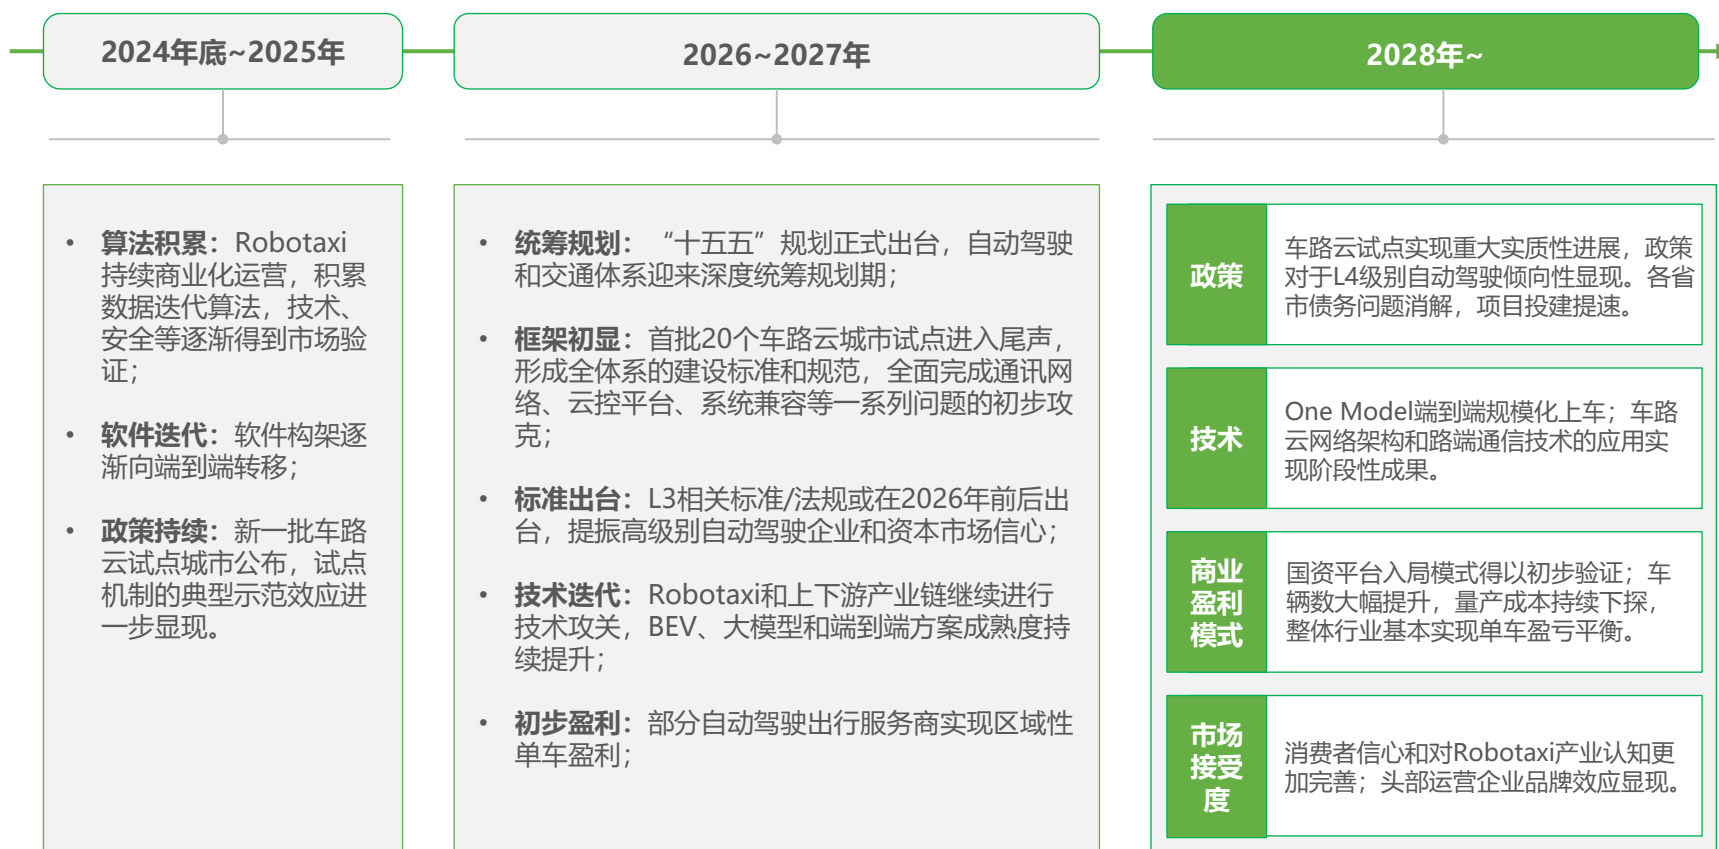 2024年底~2025年
2026~2027年
2028年~
• 算法积累：Robotaxi
持续商业化运营，积累
数据迭代算法，技术、
安全等逐渐得到市场验
证；
• 软件迭代：软件构架逐
渐向端到端转移；
• 政策持续：新一批车路
云试点城市公布，试点
机制的典型示范效应进
一步显现。
• 统筹规划：“十五五”规划正式出台，自动驾驶
和交通体系迎来深度统筹规划期；
• 框架初显：首批20个车路云城市试点进入尾声，
形成全体系的建设标准和规范，全面完成通讯网
络、云控平台、系统兼容等一系列问题的初步攻
克；
• 标准出台：L3相关标准/法规或在2026年前后出
台，提振高级别自动驾驶企业和资本市场信心；
• 技术迭代：Robotaxi和上下游产业链继续进行
技术攻关，BEV、大模型和端到端方案成熟度持
续提升；
• 初步盈利：部分自动驾驶出行服务商实现区域性
单车盈利；
政策
车路云试点实现重大实质性进展，政策
对于L4级别自动驾驶倾向性显现。各省
市债务问题消解，项目投建提速。
技术
One Model端到端规模化上车；车路
云网络架构和路端通信技术的应用实
现阶段性成果。
商业
盈利
模式
国资平台入局模式得以初步验证；车
辆数大幅提升，量产成本持续下探，
整体行业基本实现单车盈亏平衡。
市场
接受
度
消费者信心和对Robotaxi产业认知更
加完善；头部运营企业品牌效应显现。